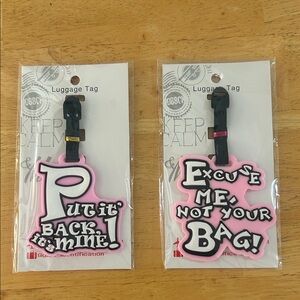 Luggage Tag
KEEP
CALM
PUT it'
BACK,
it's MINE!
Luggage Tag
EXCUSE
ME,
NOT YOUR
BAG!